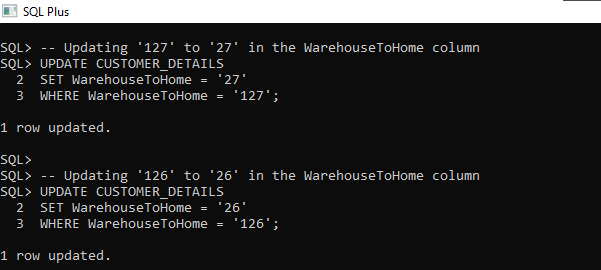 SQL Plus
SQL> -- Updating '127' to '27' in the WarehouseToHome column
SQL> UPDATE CUSTOMER_DETAILS
  2  SET WarehouseToHome = '27'
  3  WHERE WarehouseToHome = '127';
1 row updated.
SQL>
SQL> -- Updating '126' to '26' in the WarehouseToHome column
SQL> UPDATE CUSTOMER_DETAILS
  2  SET WarehouseToHome = '26'
  3  WHERE WarehouseToHome = '126';
1 row updated.